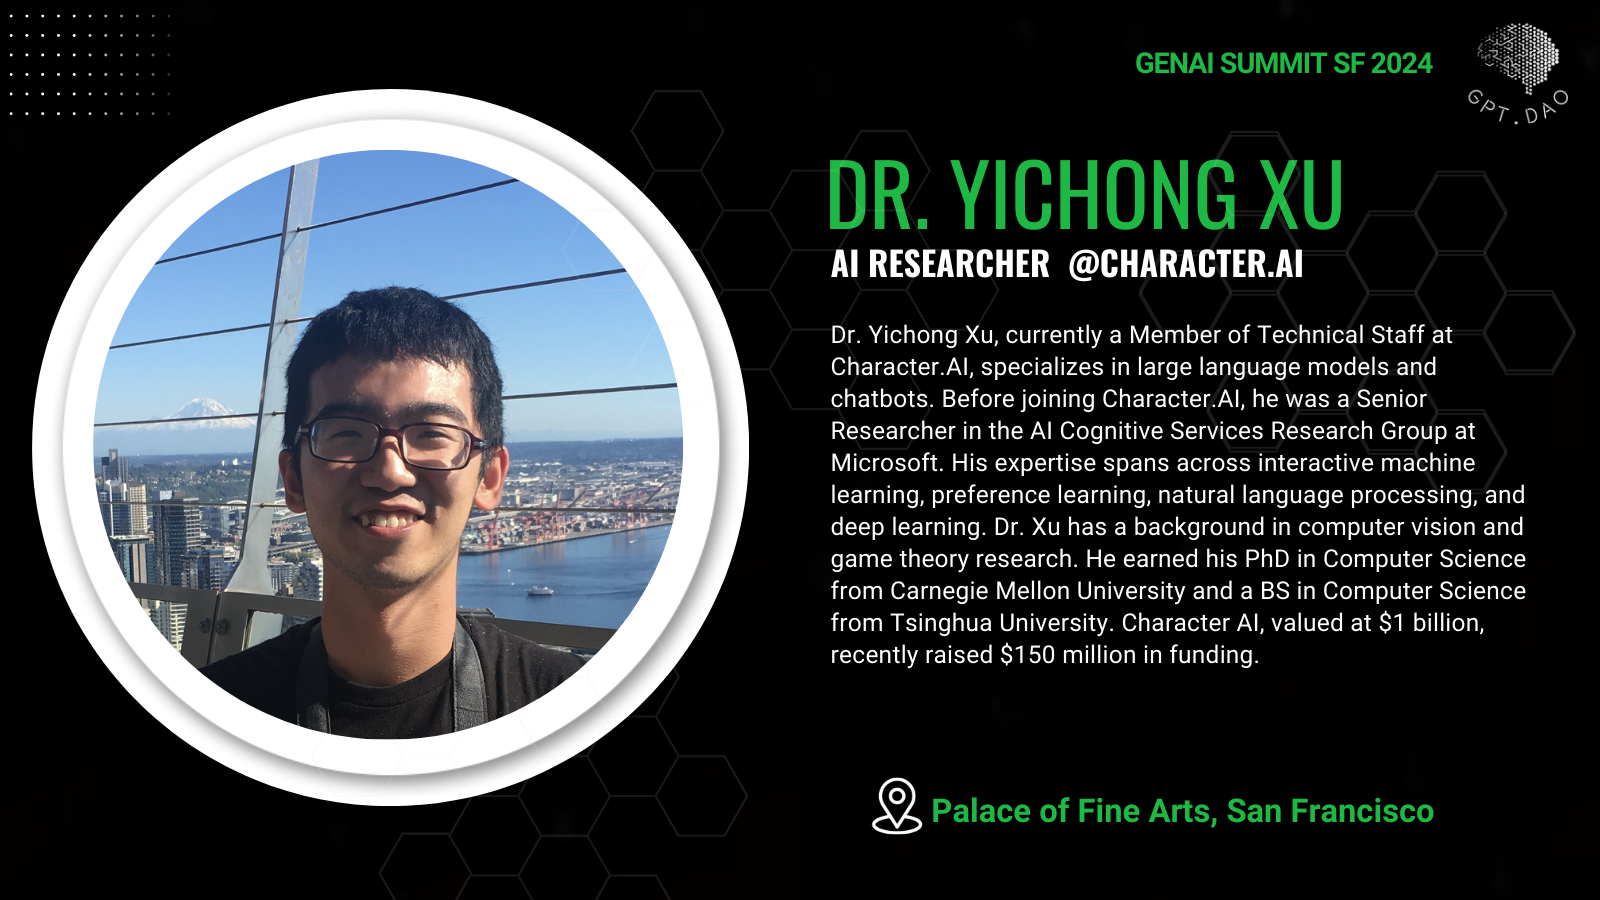 GENAI SUMMIT SF 2024
GPT.DAO
DR. YICHONG XU
AI RESEARCHER @CHARACTER.AI
Dr. Yichong Xu, currently a Member of Technical Staff at
Character.AI, specializes in large language models and
chatbots. Before joining Character.AI, he was a Senior
Researcher in the AI Cognitive Services Research Group at
Microsoft. His expertise spans across interactive machine
learning, preference learning, natural language processing, and
deep learning. Dr. Xu has a background in computer vision and
game theory research. He earned his PhD in Computer Science
from Carnegie Mellon University and a BS in Computer Science
from Tsinghua University. Character AI, valued at $1 billion,
recently raised $150 million in funding.
Palace of Fine Arts, San Francisco